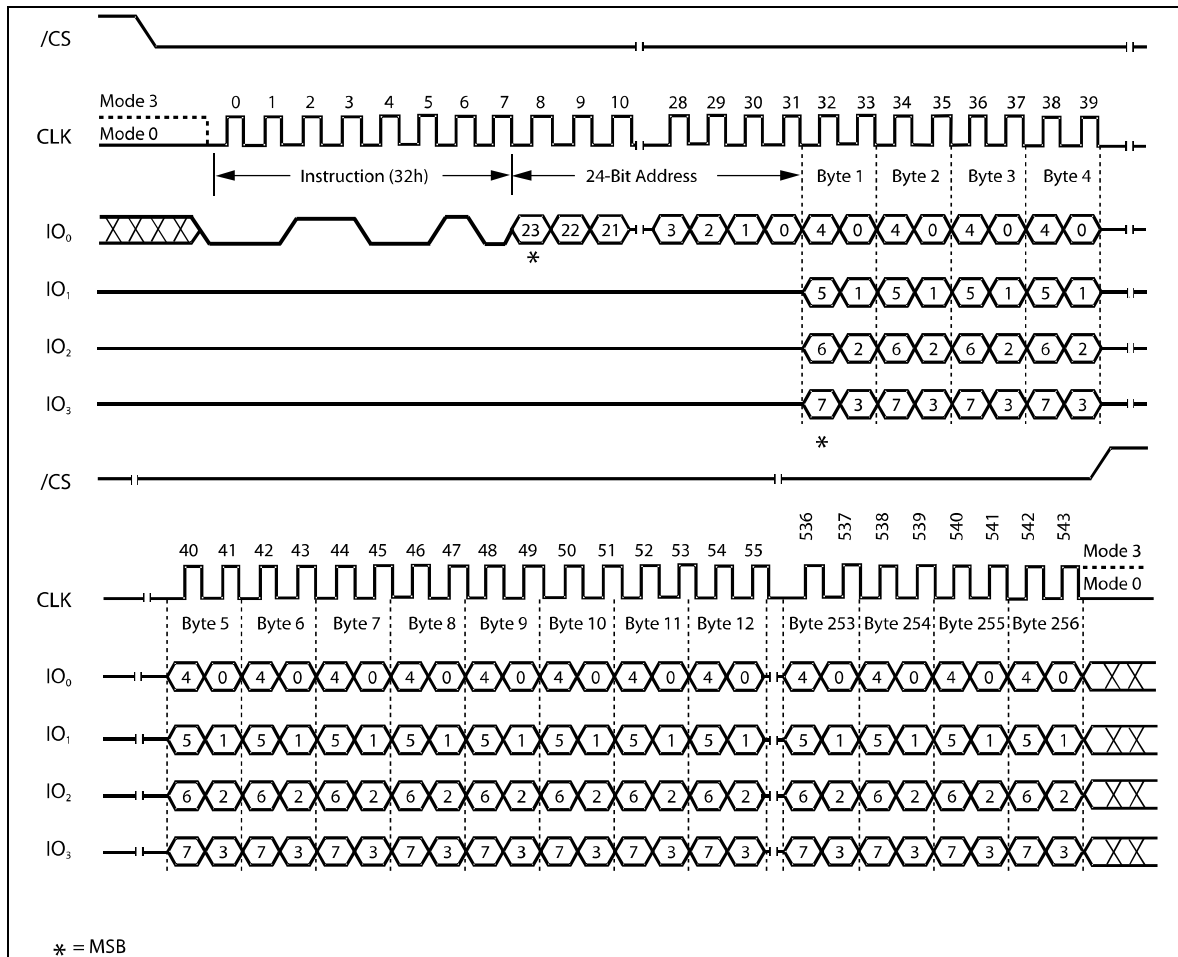 /CS
Mode 3
0 1 2 3 4 5 6 7 8 9 10 28 29 30 31 32 33 34 35 36 37 38 39
CLK
Mode 0
Instruction (32h) 24-Bit Address Byte 1 Byte 2 Byte 3 Byte 4
IO₀ 23 22 21 3 2 1 0 4 0 4 0 4 0 4 0
*
IO₁ 5 1 5 1 5 1 5 1
IO₂ 6 2 6 2 6 2 6 2
IO₃ 7 3 7 3 7 3 7 3
*
/CS
40 41 42 43 44 45 46 47 48 49 50 51 52 53 54 55 536 537 538 539 540 541 542 543
Mode 3
CLK
Mode 0
Byte 5 Byte 6 Byte 7 Byte 8 Byte 9 Byte 10 Byte 11 Byte 12 Byte 253 Byte 254 Byte 255 Byte 256
IO₀ 4 0 4 0 4 0 4 0 4 0 4 0 4 0 4 0 4 0 4 0 4 0 4 0
IO₁ 5 1 5 1 5 1 5 1 5 1 5 1 5 1 5 1 5 1 5 1 5 1 5 1
IO₂ 6 2 6 2 6 2 6 2 6 2 6 2 6 2 6 2 6 2 6 2 6 2 6 2
IO₃ 7 3 7 3 7 3 7 3 7 3 7 3 7 3 7 3 7 3 7 3 7 3 7 3
* = MSB